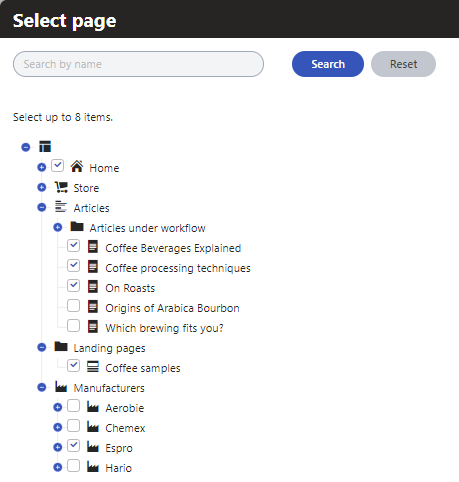 Select page
Search by name
Search
Reset
Select up to 8 items.
Home
Store
Articles
Articles under workflow
Coffee Beverages Explained
Coffee processing techniques
On Roasts
Origins of Arabica Bourbon
Which brewing fits you?
Landing pages
Coffee samples
Manufacturers
Aerobie
Chemex
Espro
Hario